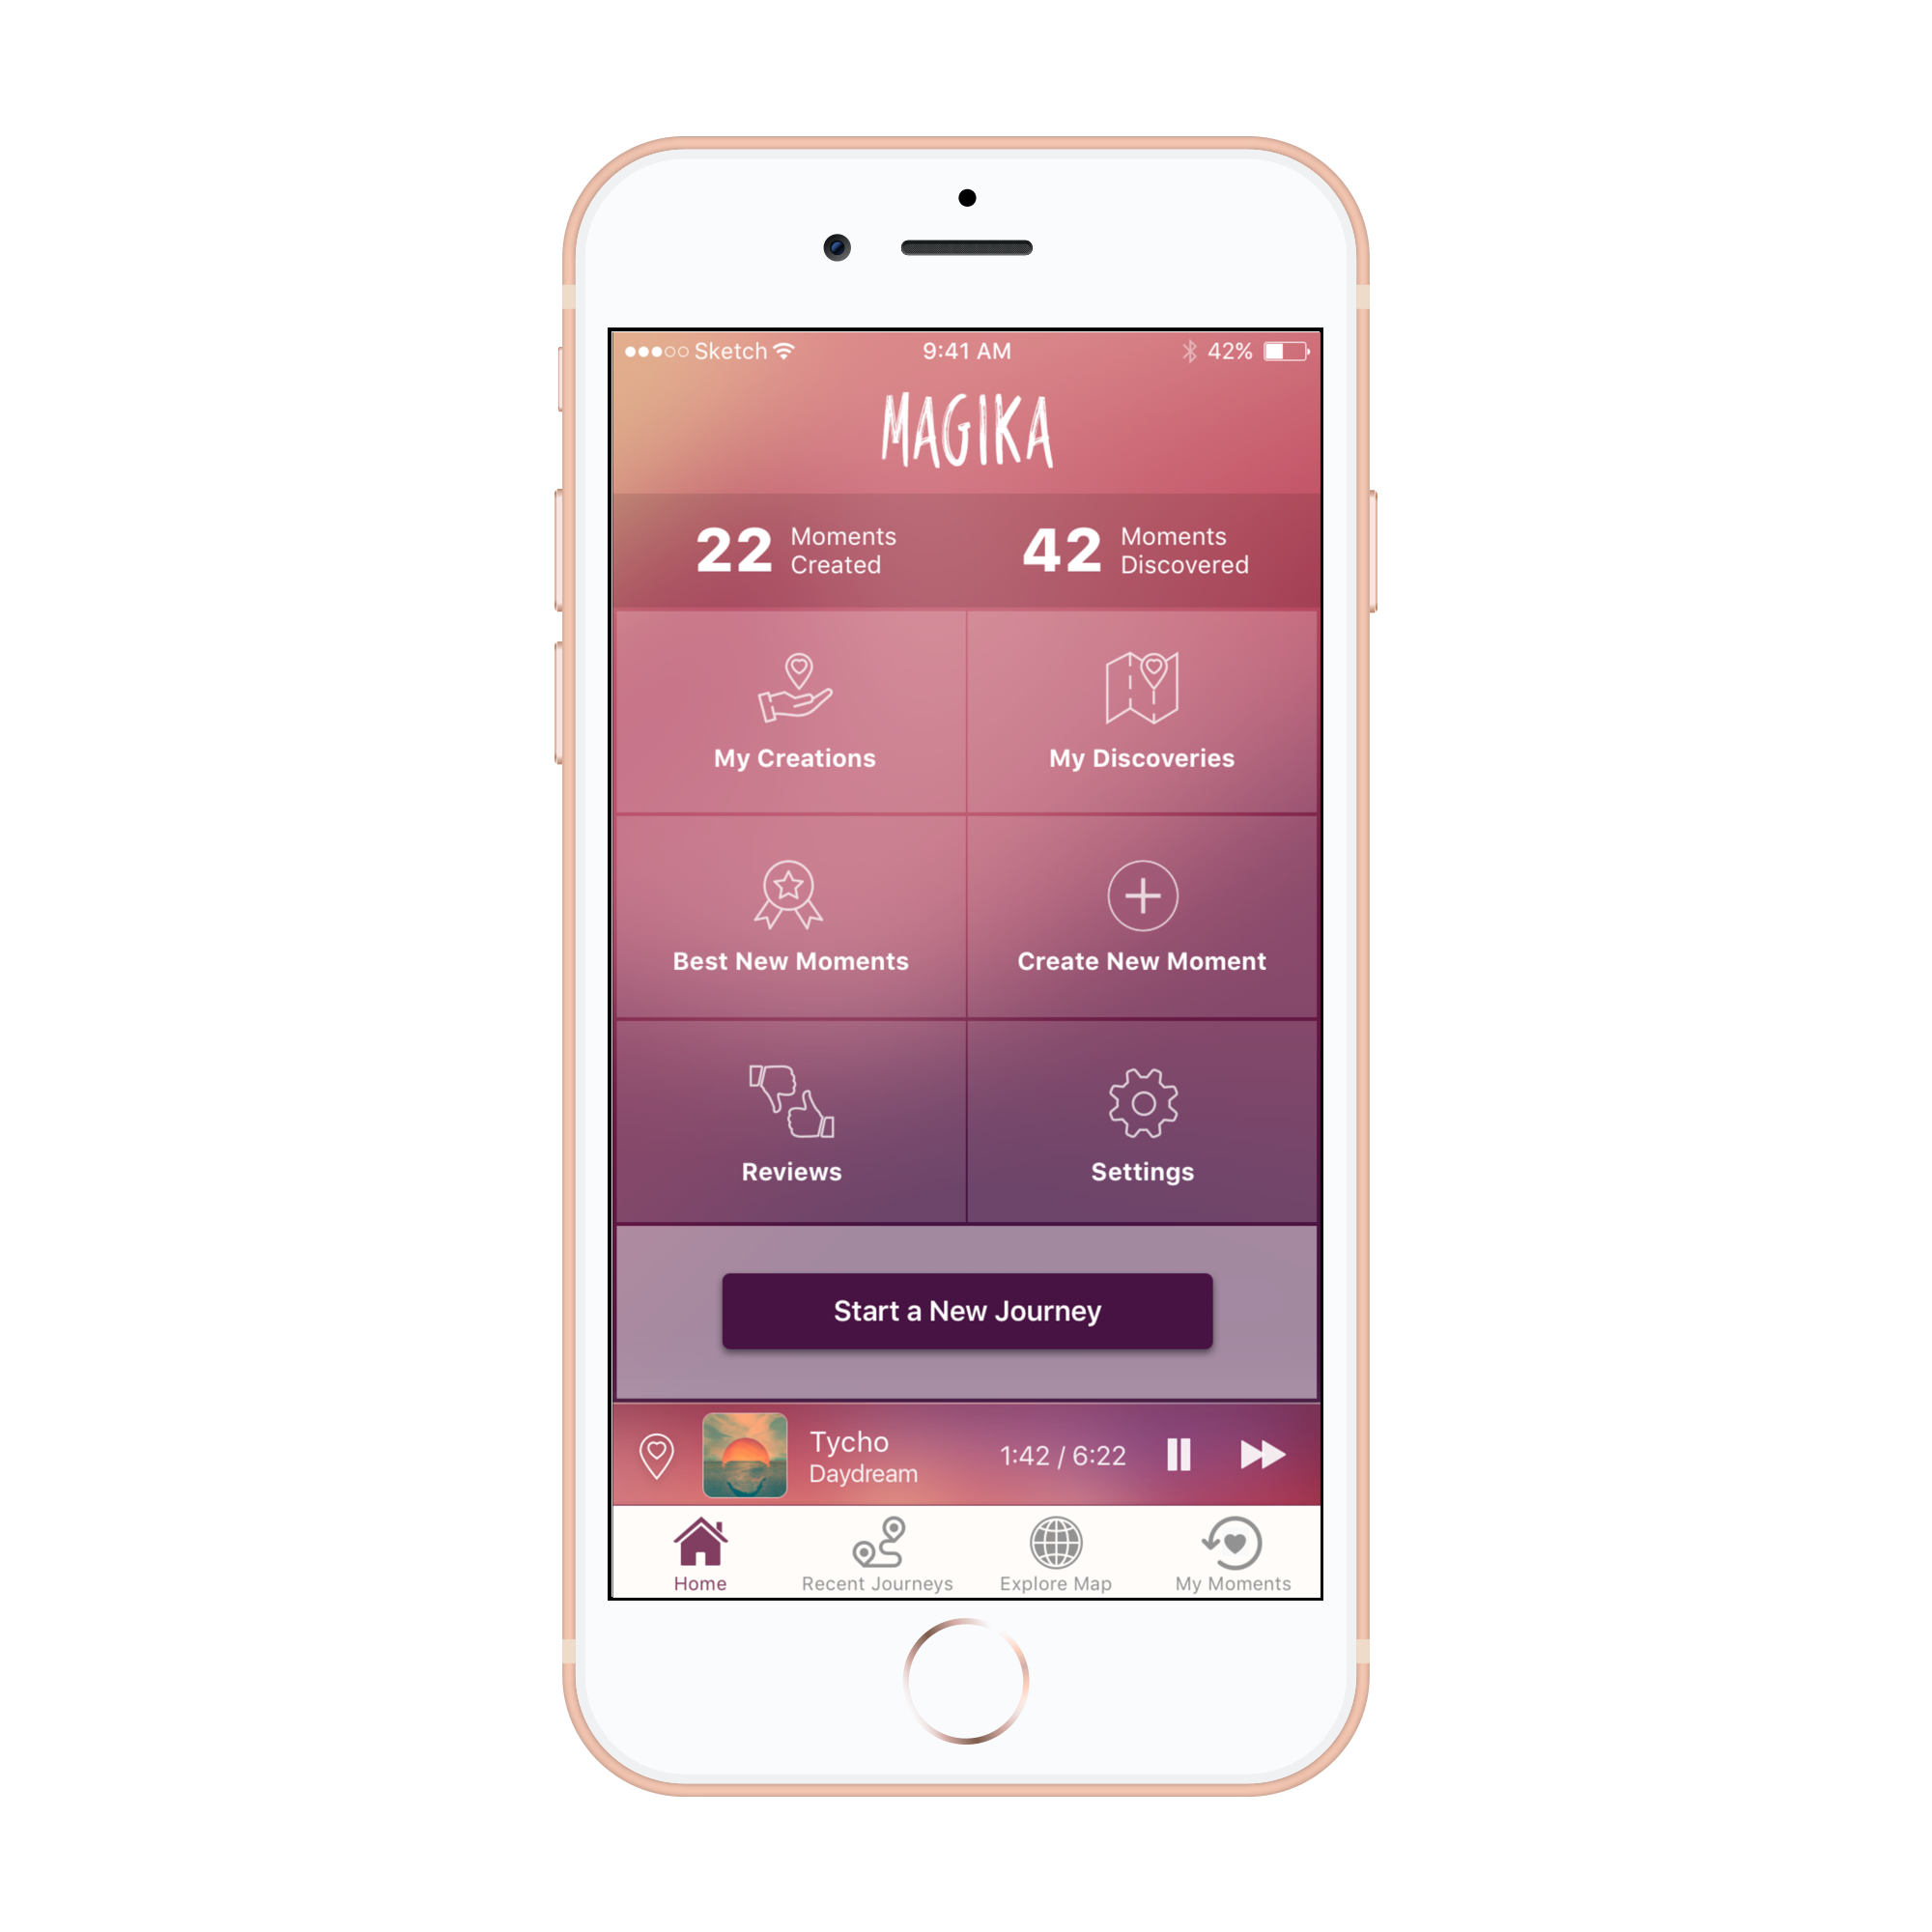 Sketch 9:41 AM 42%
MAGIKA
22 Moments Created
42 Moments Discovered
My Creations
My Discoveries
Best New Moments
Create New Moment
Reviews
Settings
Start a New Journey
Tycho
Daydream
1:42 / 6:22
Home
Recent Journeys
Explore Map
My Moments